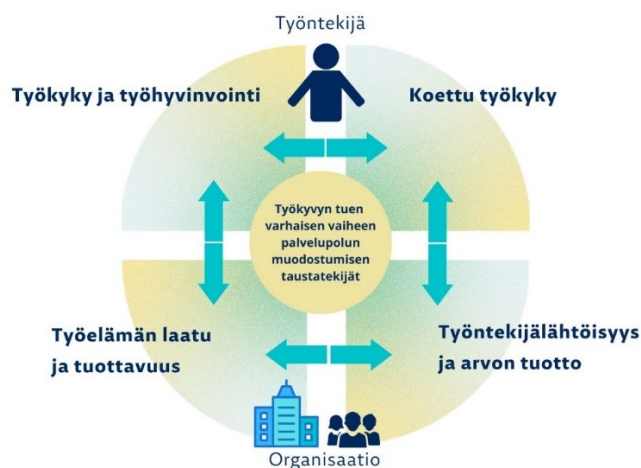 Työntekijä
Työkyky ja työhyvinvointi
Koettu työkyky
Työkyvyn tuen
varhaisen vaiheen
palvelupolun
muodostumisen
taustatekijät
Työelämän laatu
ja tuottavuus
Työntekijälähtöisyys
ja arvon tuotto
Organisaatio